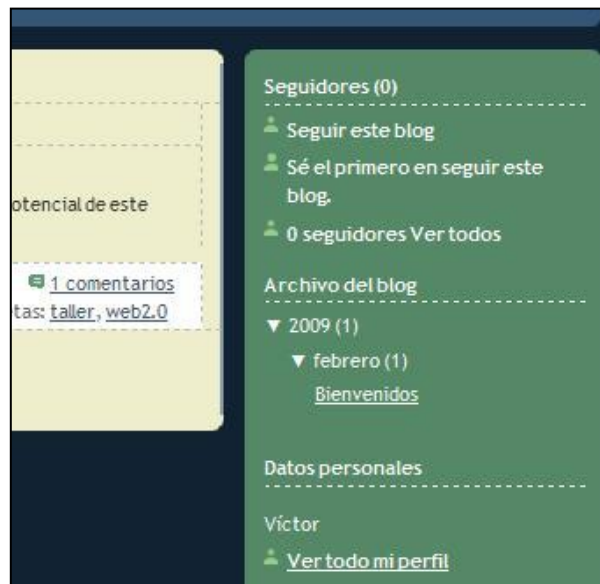 otencial de este
1 comentarios
tas: taller, web2.0
Seguidores (0)
Seguir este blog
Sé el primero en seguir este
blog.
0 seguidores Ver todos
Archivo del blog
▼ 2009 (1)
▼ febrero (1)
Bienvenidos
Datos personales
Víctor
Ver todo mi perfil